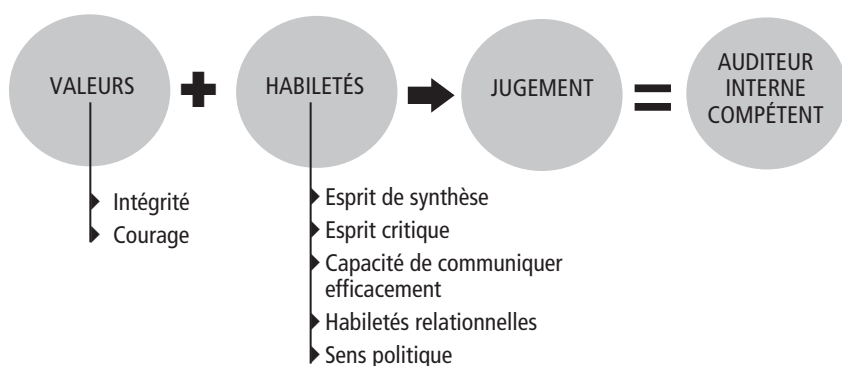 VALEURS
HABILETÉS
JUGEMENT
AUDITEUR
INTERNE
COMPÉTENT
Intégrité
Courage
Esprit de synthèse
Esprit critique
Capacité de communiquer
efficacement
Habiletés relationnelles
Sens politique